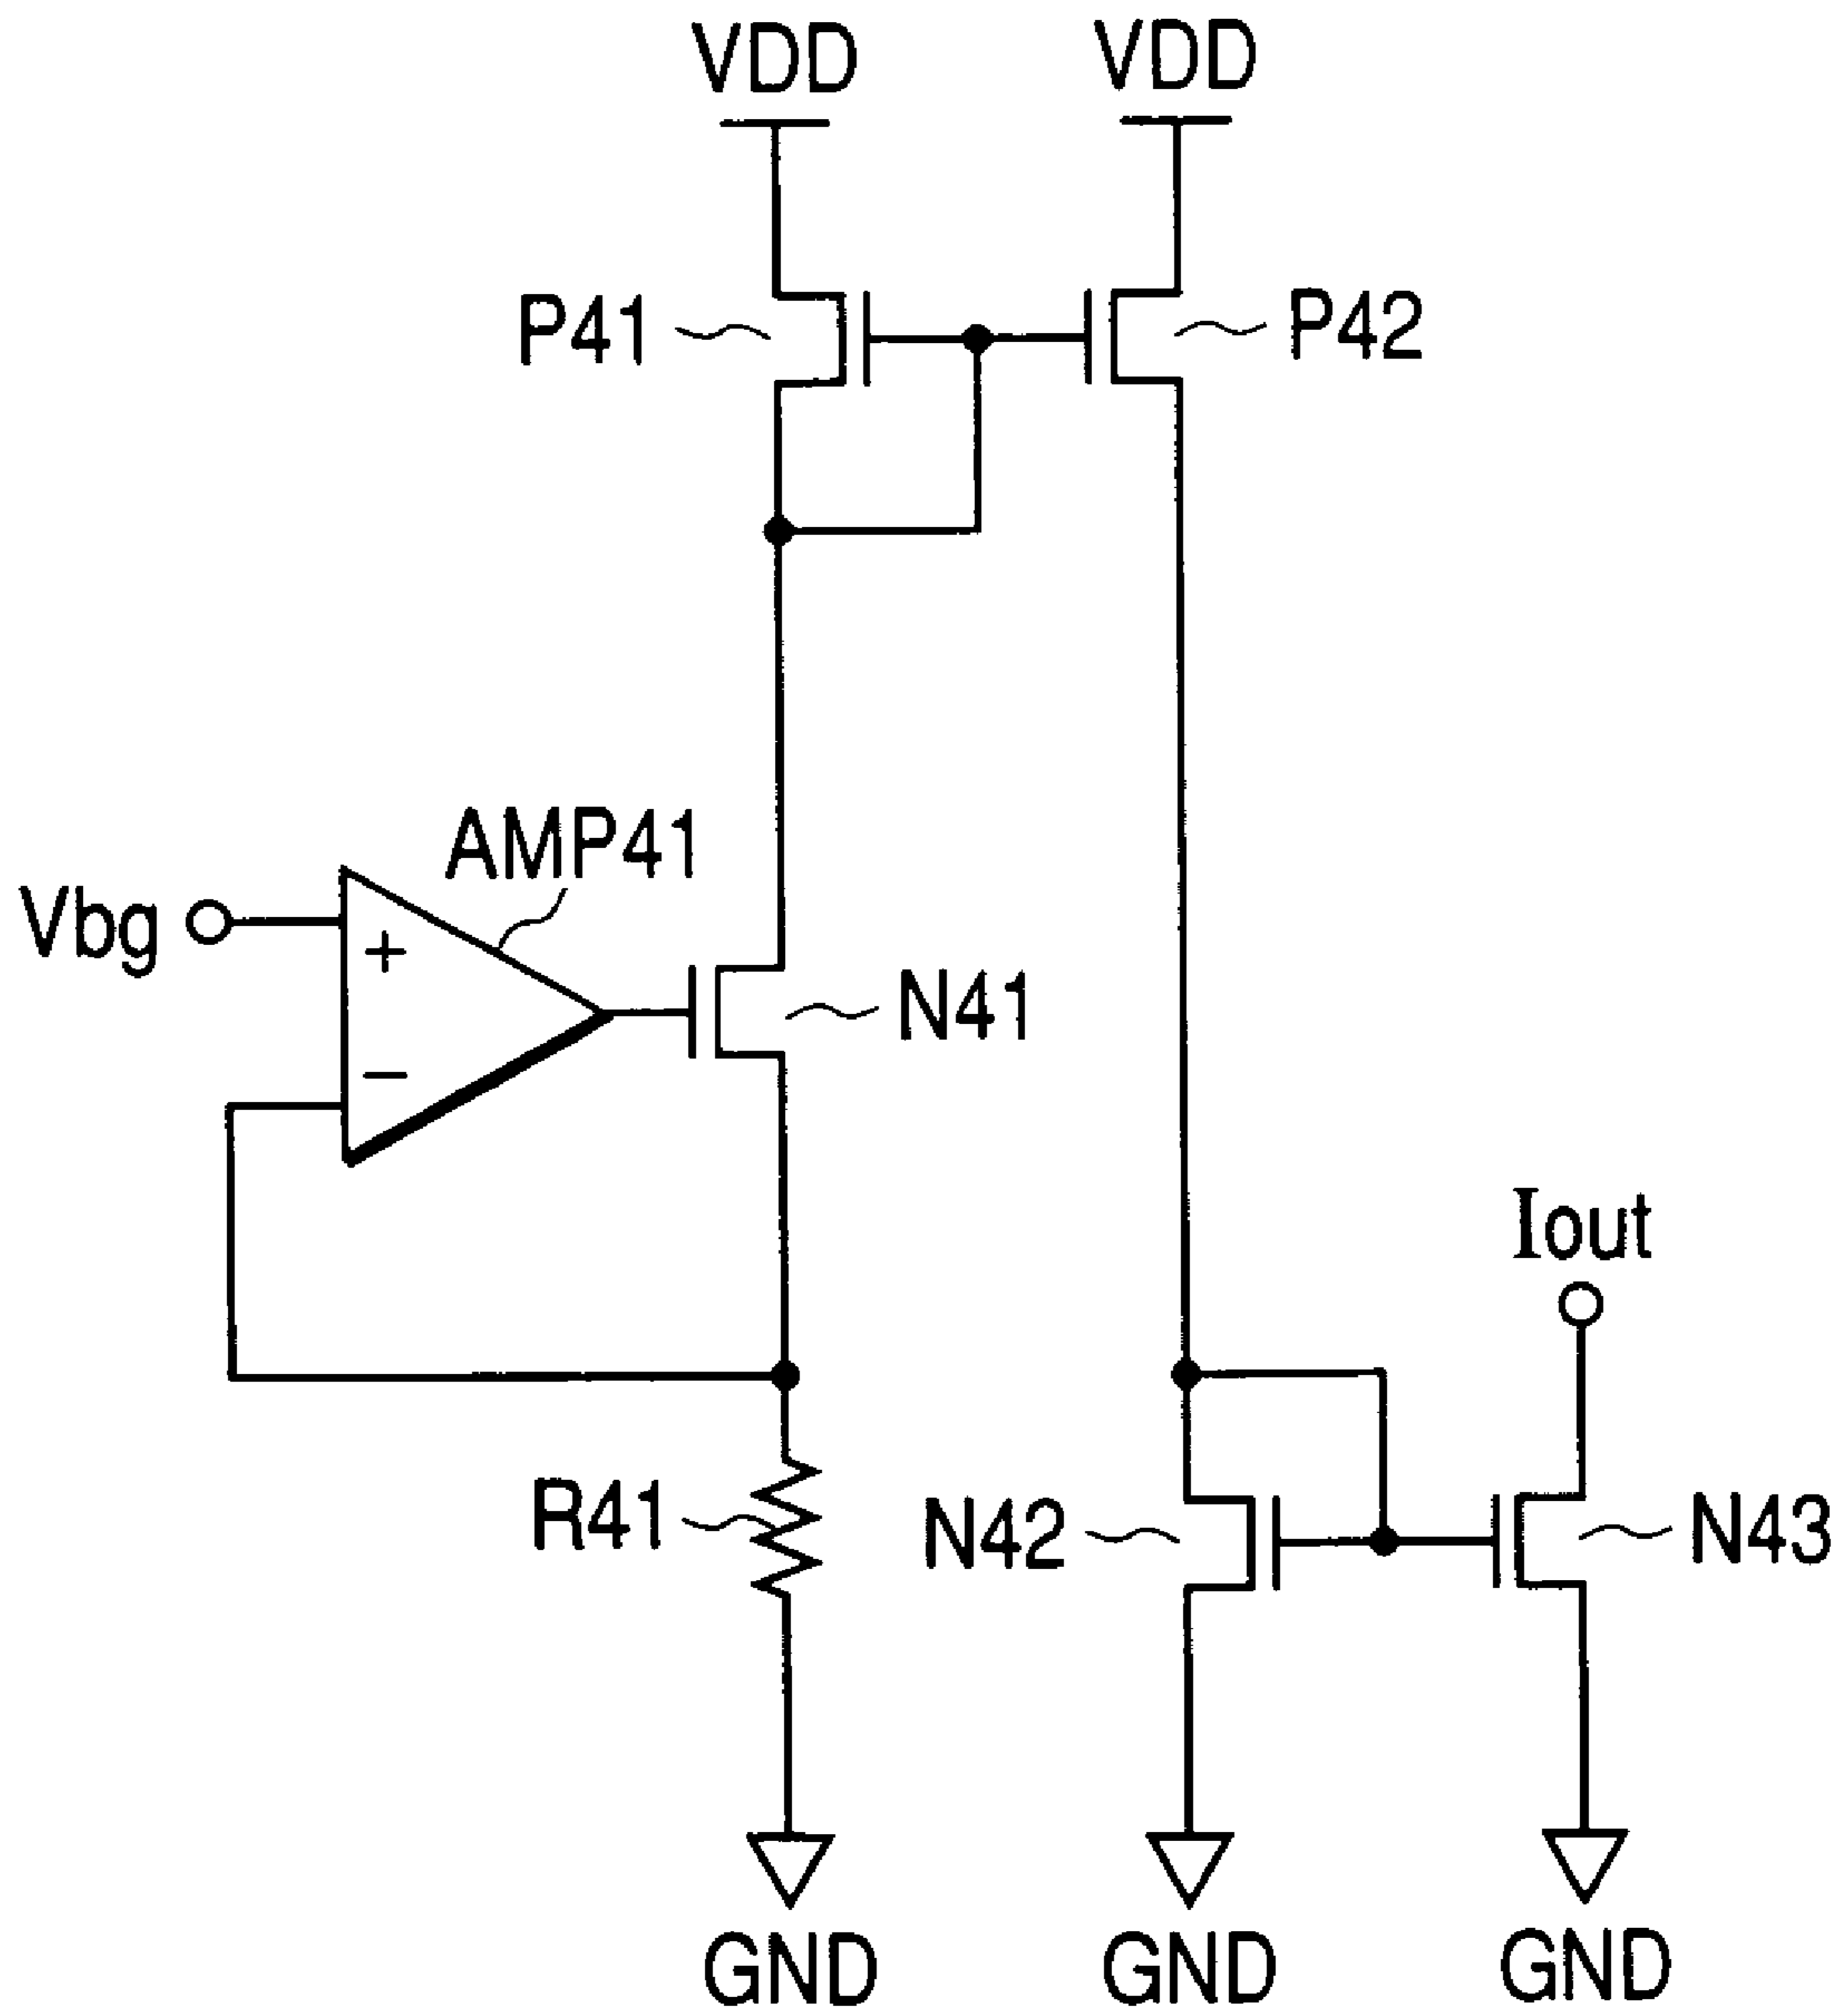 VDD
VDD
P41
P42
AMP41
Vbg
+
−
N41
Iout
R41
N42
N43
GND
GND
GND